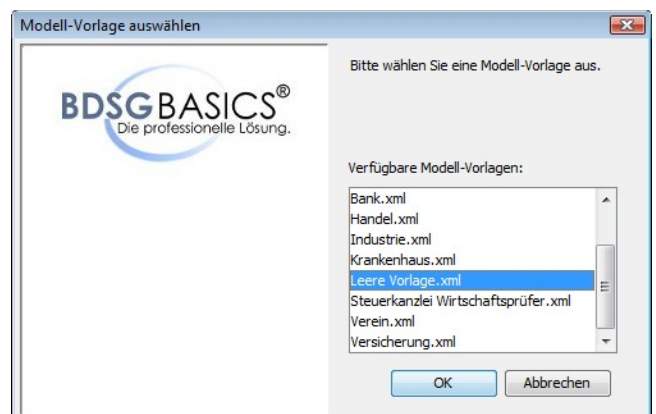 Modell-Vorlage auswählen
BDSGBASICS®
Die professionelle Lösung.
Bitte wählen Sie eine Modell-Vorlage aus.
Verfügbare Modell-Vorlagen:
Bank.xml
Handel.xml
Industrie.xml
Krankenhaus.xml
Leere Vorlage.xml
Steuerkanzlei Wirtschaftsprüfer.xml
Verein.xml
Versicherung.xml
OK
Abbrechen